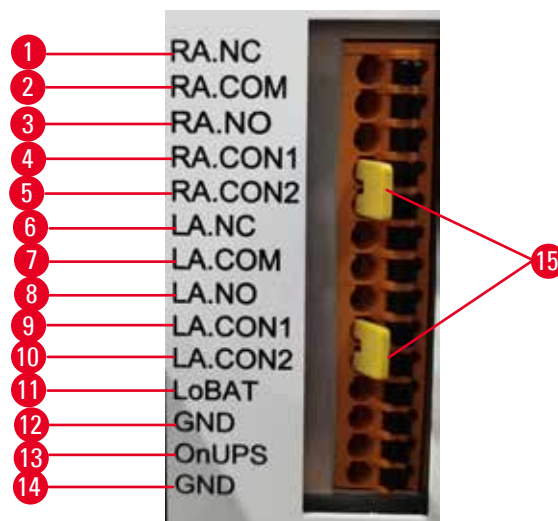 1 RA.NC
2 RA.COM
3 RA.NO
4 RA.CON1
5 RA.CON2
6 LA.NC
7 LA.COM
8 LA.NO
9 LA.CON1
10 LA.CON2
11 LoBAT
12 GND
13 OnUPS
14 GND
15